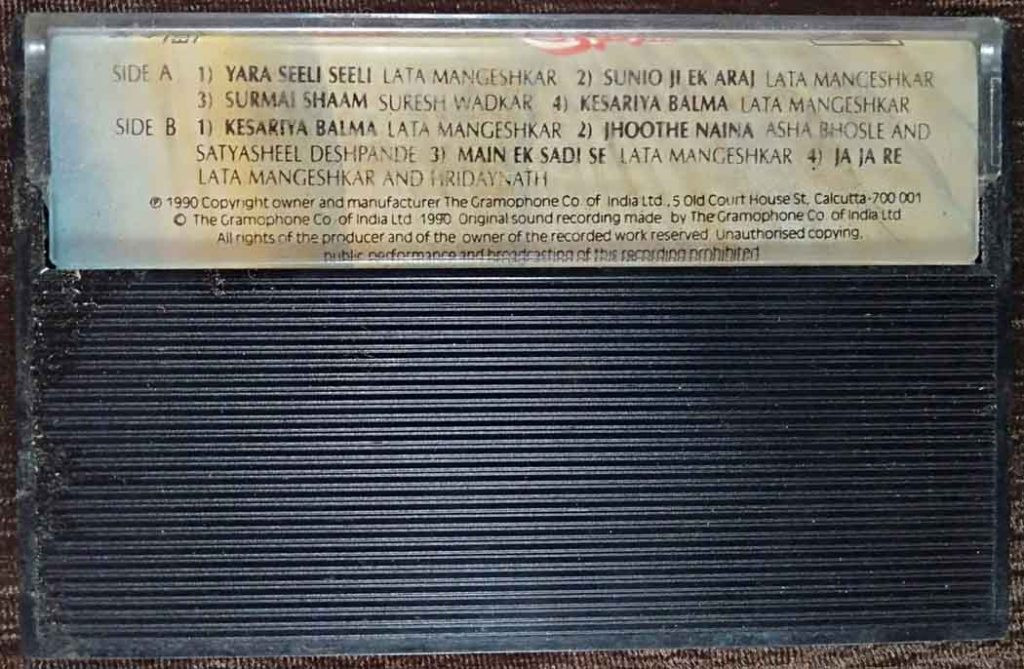 SIDE A 1) YARA SEELI SEELI LATA MANGESHKAR 2) SUNIO JI EK ARAJ LATA MANGESHKAR
3) SURMAI SHAAM SURESH WADKAR 4) KESARIYA BALMA LATA MANGESHKAR
SIDE B 1) KESARIYA BALMA LATA MANGESHKAR 2) JHOOTHE NAINA ASHA BHOSLE AND
SATYASHEEL DESHPANDE 3) MAIN EK SADI SE LATA MANGESHKAR 4) JA JA RE
LATA MANGESHKAR AND HRIDAYNATH
℗ 1990 Copyright owner and manufacturer The Gramophone Co. of India Ltd., 5 Old Court House St, Calcutta-700 001
© The Gramophone Co. of India Ltd 1990 Original sound recording made by The Gramophone Co. of India Ltd
All rights of the producer and of the owner of the recorded work reserved Unauthorised copying,
public performance and broadcasting of this recording prohibited